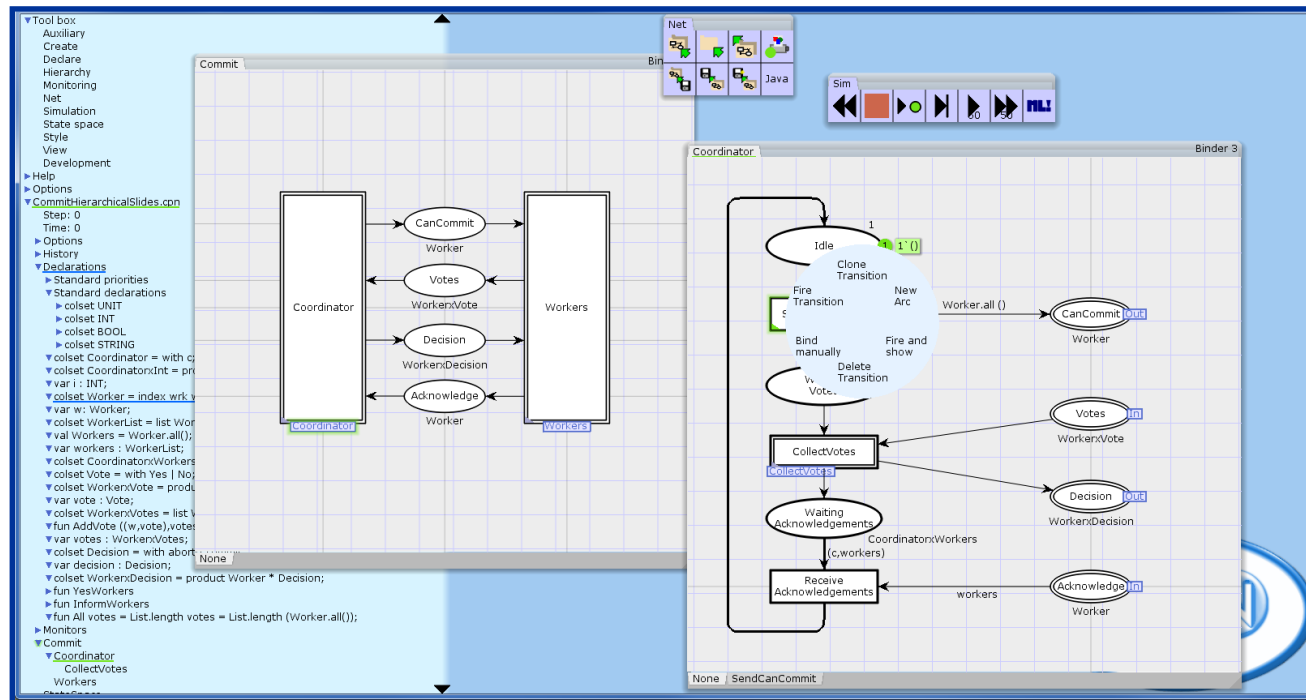 Tool box
Auxiliary
Create
Declare
Hierarchy
Monitoring
Net
Simulation
State space
Style
View
Development
Help
Options
CommitHierarchicalSlides.cpn
Step: 0
Time: 0
Options
History
Declarations
Standard priorities
Standard declarations
colset UNIT
colset INT
colset BOOL
colset STRING
colset Coordinator = with c;
colset CoordinatorxInt =
var i : INT;
colset Worker = index wrk
var w: Worker;
colset WorkerList = list
val Workers = Worker.all();
var workers : WorkerList;
colset CoordinatorxWorkers
colset Vote = with Yes | No;
colset WorkerxVote =
var vote : Vote;
colset WorkerxVotes = list
fun AddVote ((w,vote),votes
var votes : WorkerxVotes;
colset Decision = with
var decision : Decision;
colset WorkerxDecision = product Worker * Decision;
fun YesWorkers
fun InformWorkers
fun All votes = List.length votes = List.length (Worker.all());
Monitors
Commit
Coordinator
CollectVotes
Workers
Commit
CanCommit
Worker
Votes
WorkerxVote
Coordinator
Workers
Decision
WorkerxDecision
Acknowledge
Worker
Coordinator
Workers
None
Net
Java
Sim
50
ML!
Coordinator
Binder 3
1
Idle
1
1`()
Clone
Transition
Fire
Transition
New
Arc
Bind
manually
Fire and
show
Delete
Transition
Worker.all ()
CanCommit
Out
Worker
Votes
In
WorkerxVote
CollectVotes
CollectVotes
Decision
Out
WorkerxDecision
Waiting
Acknowledgements
CoordinatorxWorkers
(c,workers)
Receive
Acknowledgements
workers
Acknowledge
In
Worker
None
SendCanCommit